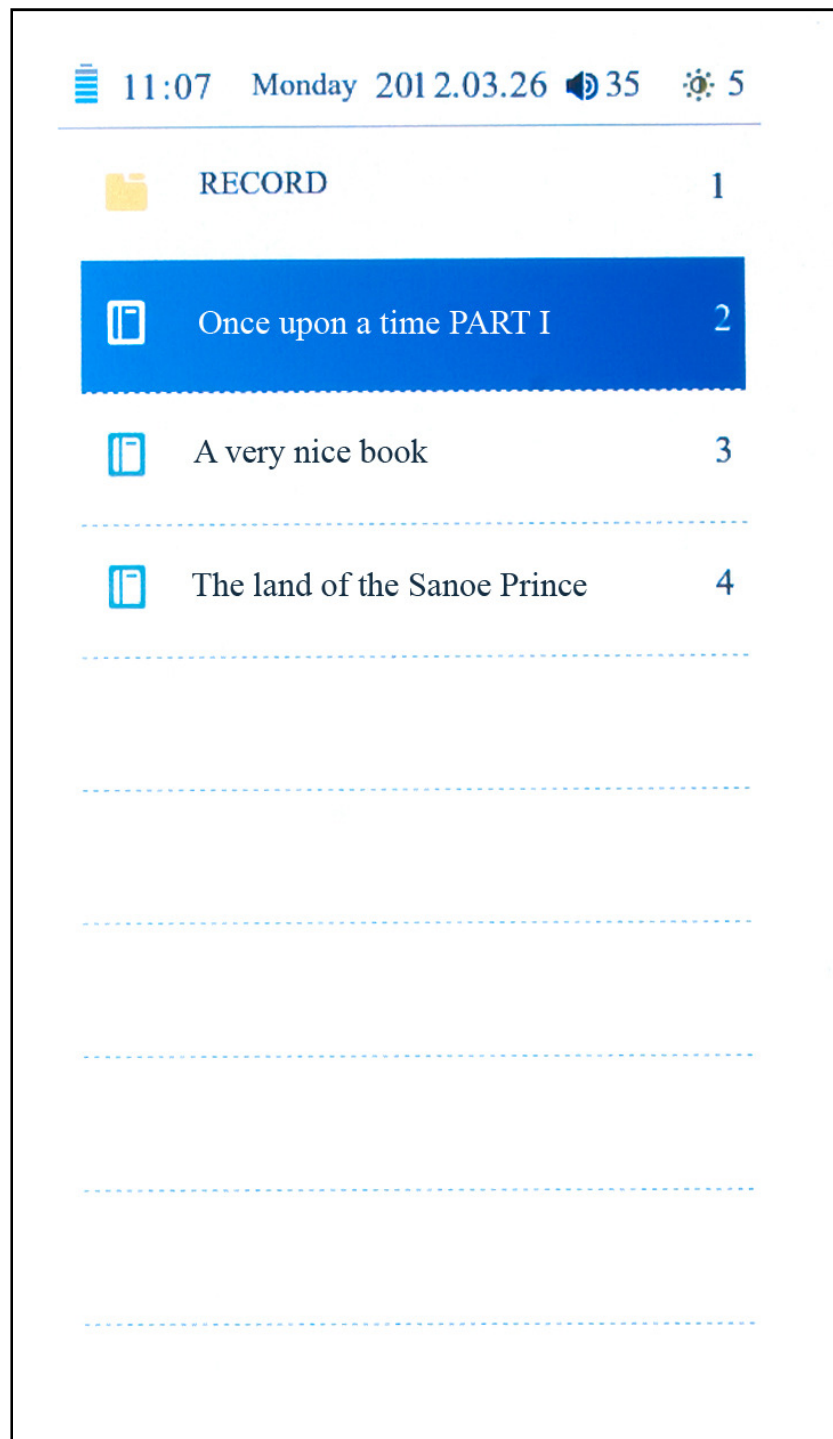 11:07 Monday 2012.03.26 35 5
RECORD 1
Once upon a time PART I 2
A very nice book 3
The land of the Sanoe Prince 4